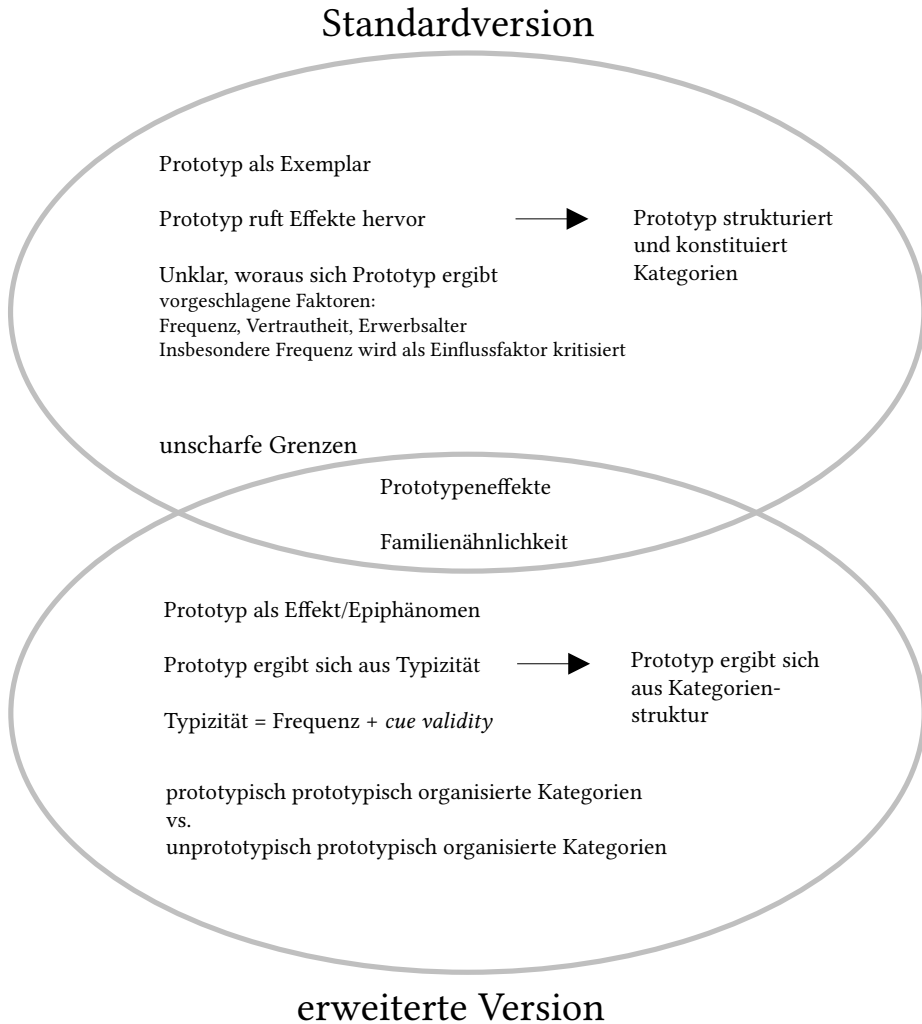 Standardversion
Prototyp als Exemplar
Prototyp ruft Effekte hervor
Prototyp strukturiert
und konstituiert
Kategorien
Unklar, woraus sich Prototyp ergibt
vorgeschlagene Faktoren:
Frequenz, Vertrautheit, Erwerbsalter
Insbesondere Frequenz wird als Einflussfaktor kritisiert
unscharfe Grenzen
Prototypeneffekte
Familienähnlichkeit
Prototyp als Effekt/Epiphänomen
Prototyp ergibt sich aus Typizität
Prototyp ergibt sich
aus Kategorien-
struktur
Typizität = Frequenz + cue validity
prototypisch prototypisch organisierte Kategorien
vs.
unprototypisch prototypisch organisierte Kategorien
erweiterte Version